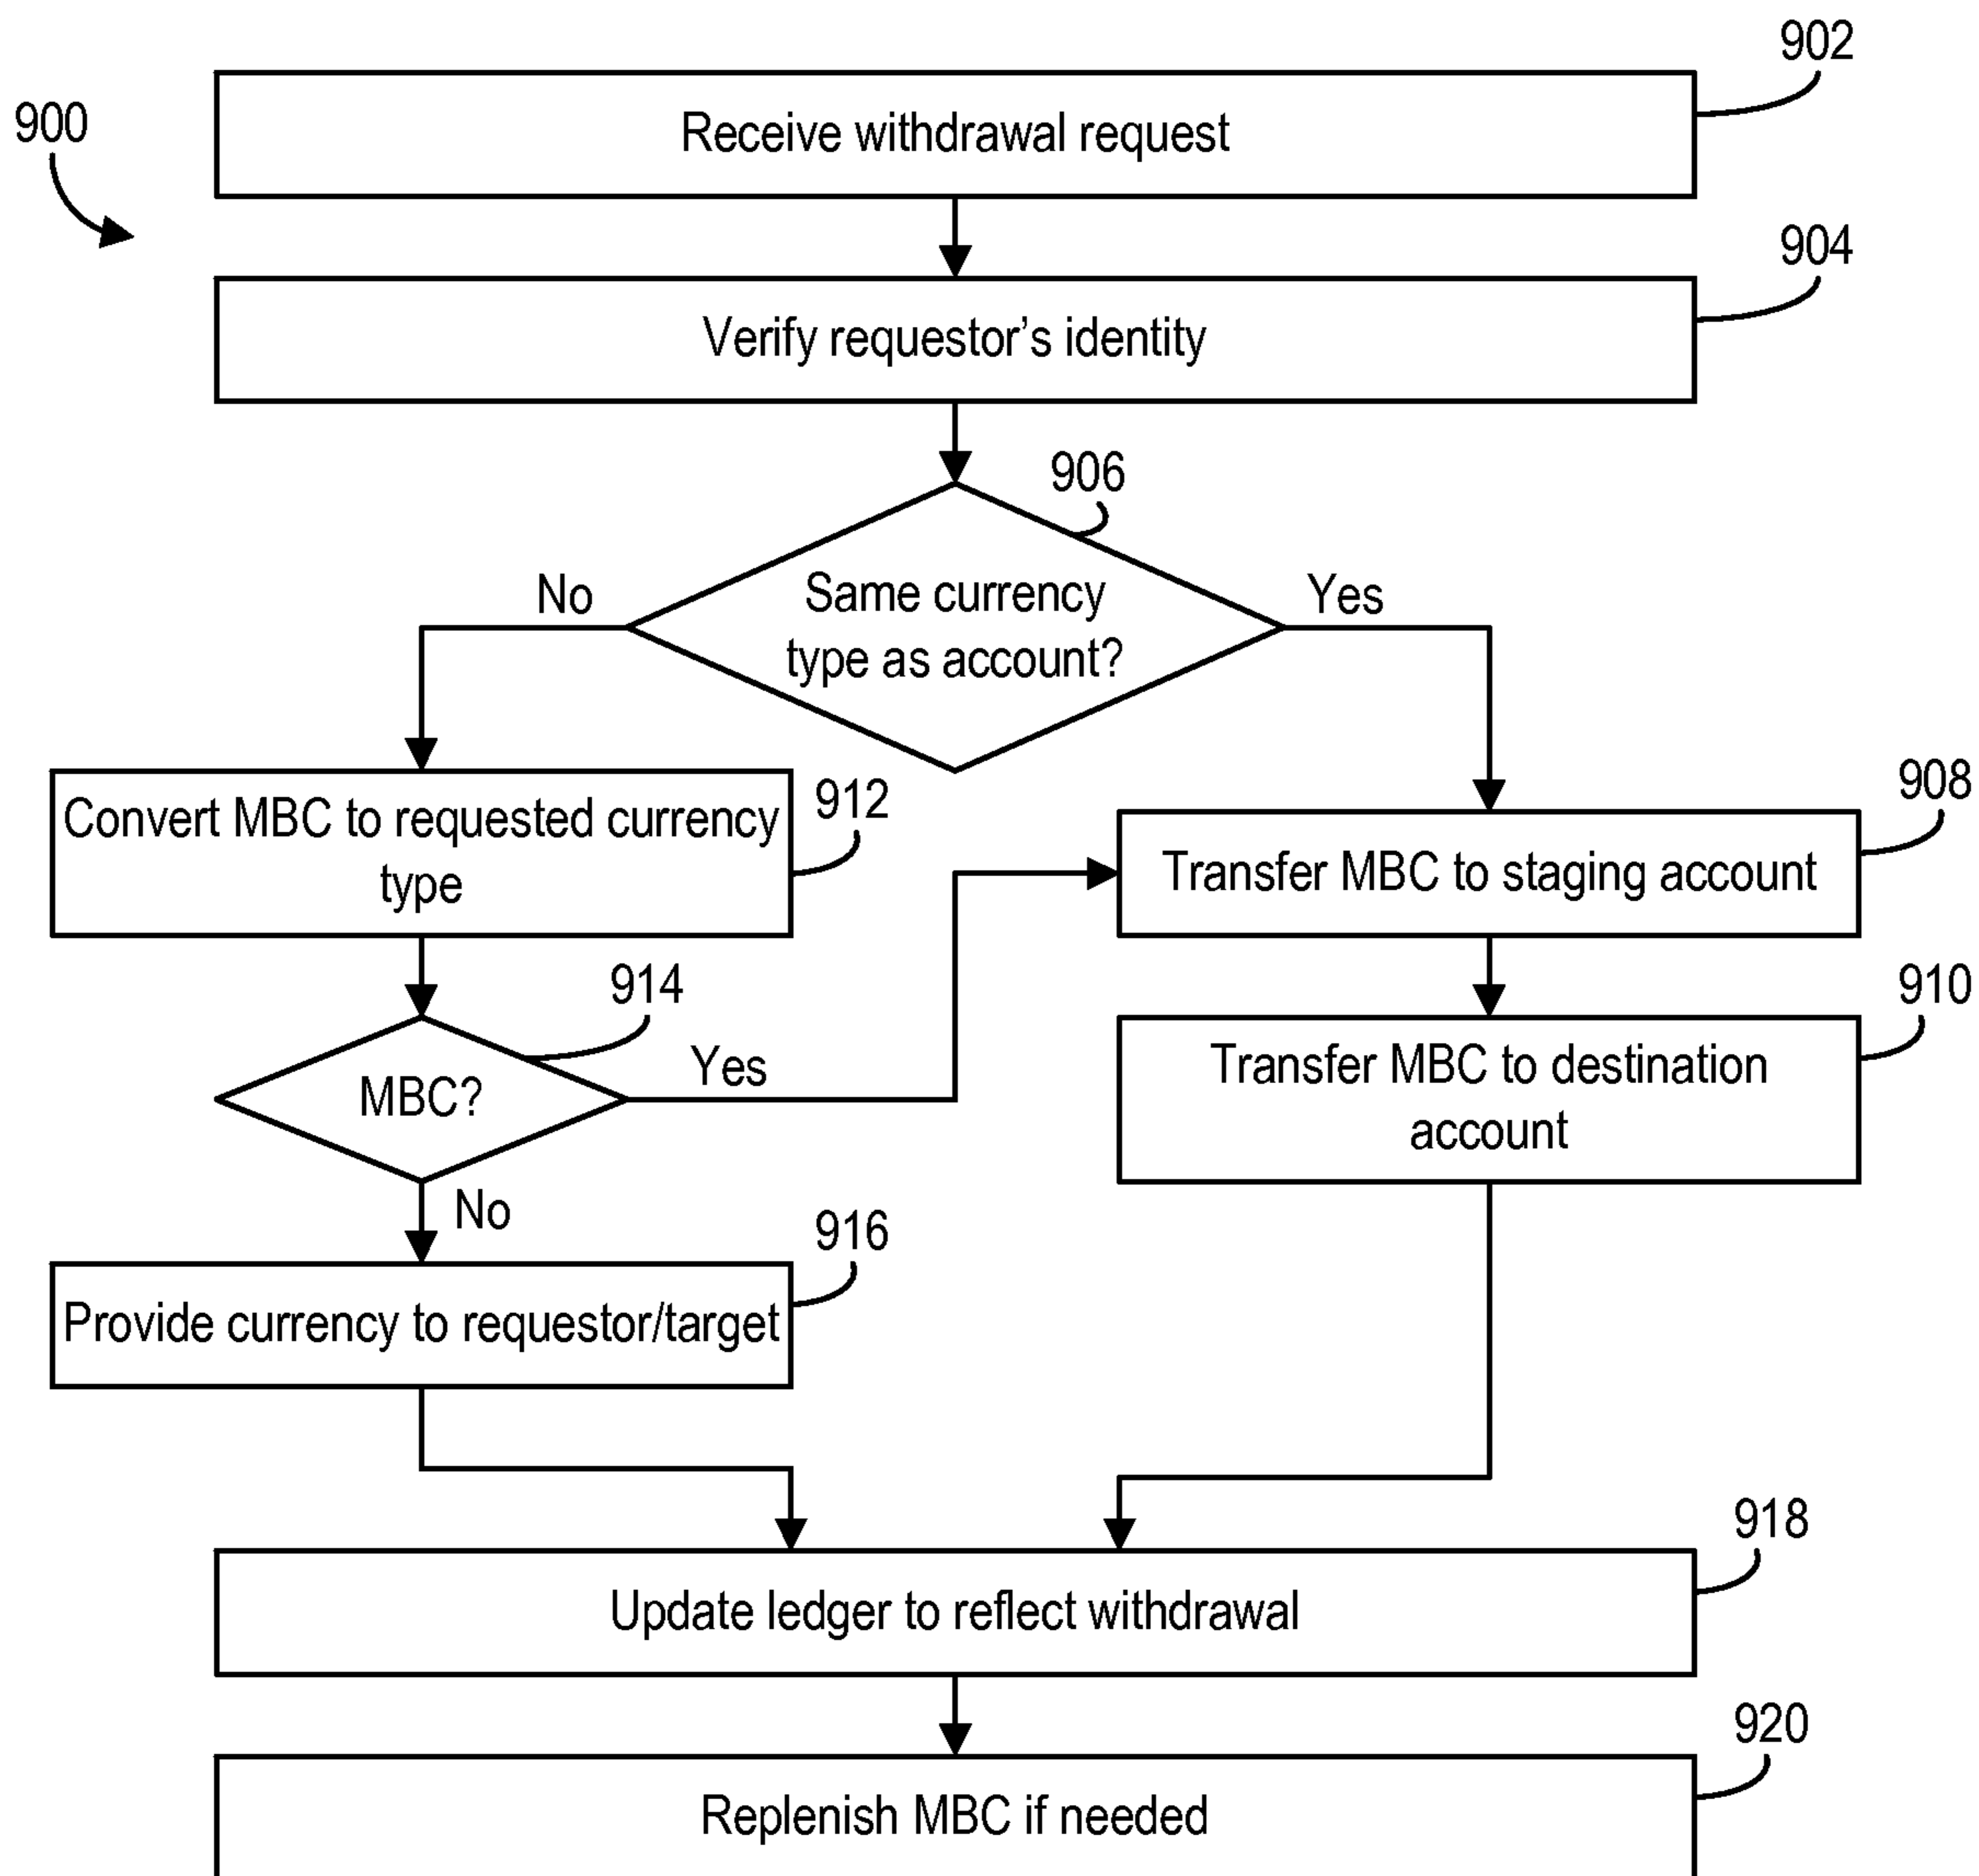 902
900
Receive withdrawal request
904
Verify requestor's identity
906
No
Same currency
type as account?
Yes
912
Convert MBC to requested currency
type
908
Transfer MBC to staging account
914
MBC?
Yes
910
Transfer MBC to destination
account
No
916
Provide currency to requestor/target
918
Update ledger to reflect withdrawal
920
Replenish MBC if needed